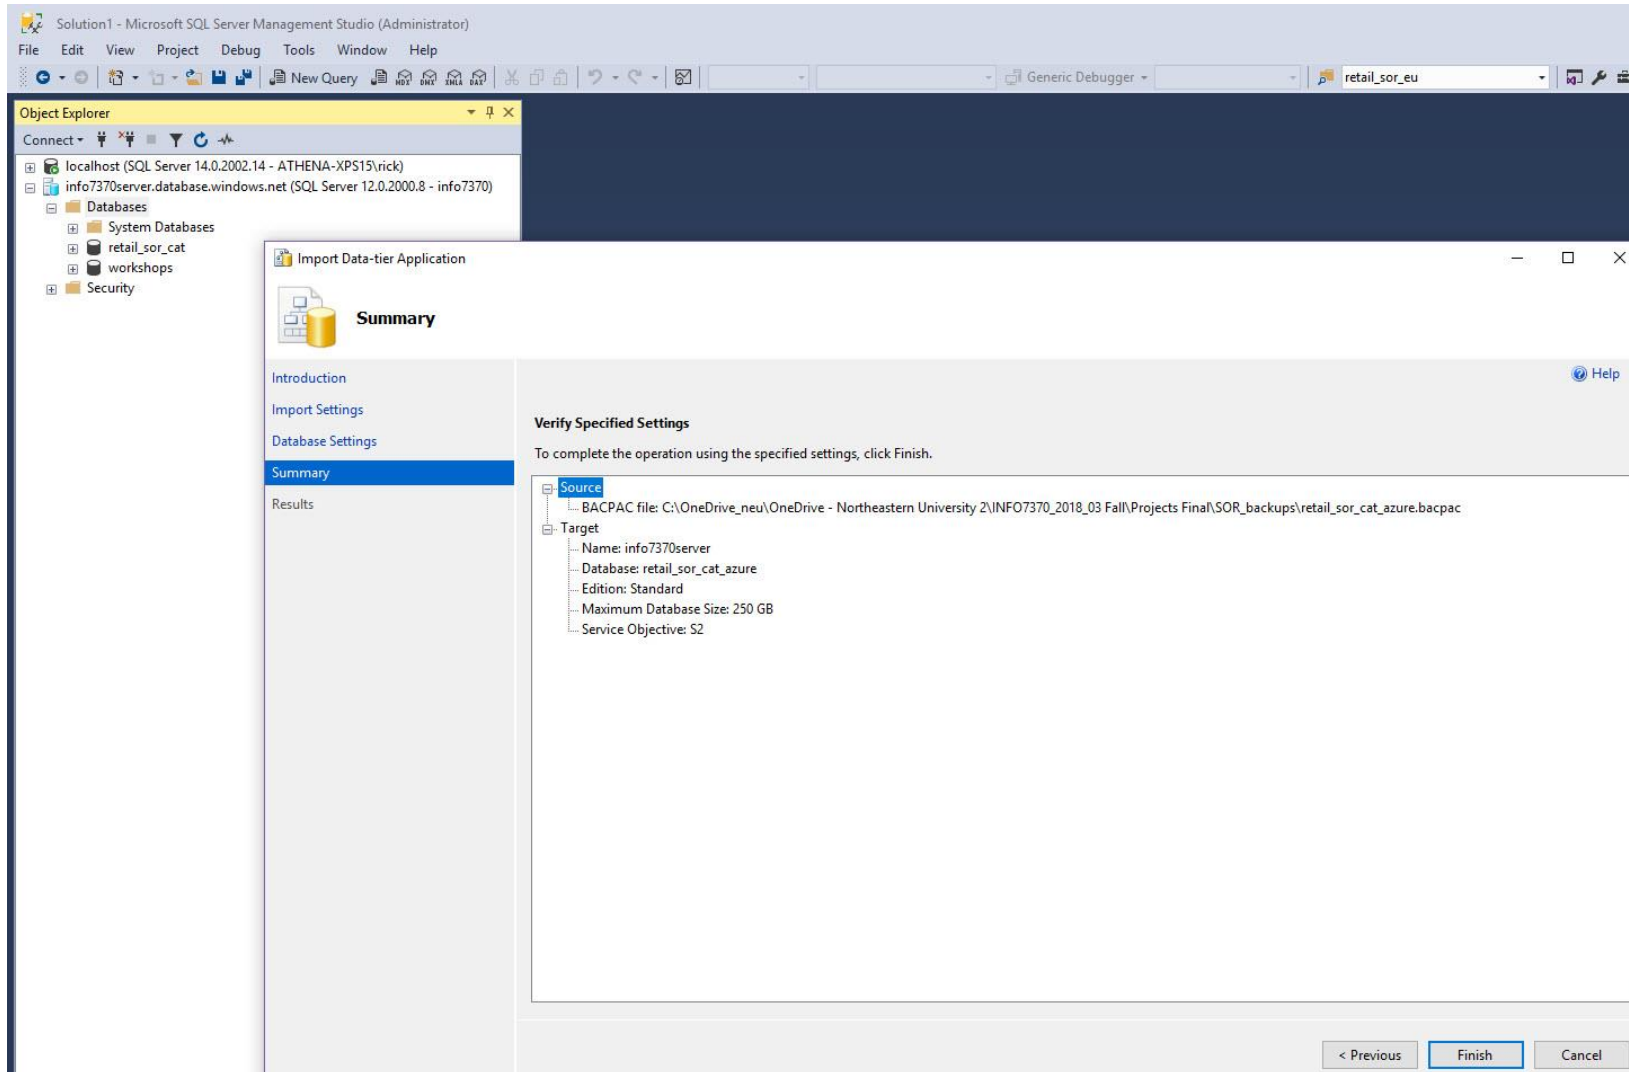 Solution1 - Microsoft SQL Server Management Studio (Administrator)
File Edit View Project Debug Tools Window Help
New Query MDX DMX XMLA DAX Generic Debugger retail_sor_eu
Object Explorer
Connect
localhost (SQL Server 14.0.2002.14 - ATHENA-XPS15\rick)
info7370server.database.windows.net (SQL Server 12.0.2000.8 - info7370)
Databases
System Databases
retail_sor_cat
workshops
Security
Import Data-tier Application
Summary
Help
Introduction
Import Settings
Database Settings
Summary
Results
Verify Specified Settings
To complete the operation using the specified settings, click Finish.
Source
BACPAC file: C:\OneDrive_neu\OneDrive - Northeastern University 2\INFO7370_2018_03 Fall\Projects Final\SOR_backups\retail_sor_cat_azure.bacpac
Target
Name: info7370server
Database: retail_sor_cat_azure
Edition: Standard
Maximum Database Size: 250 GB
Service Objective: S2
< Previous Finish Cancel